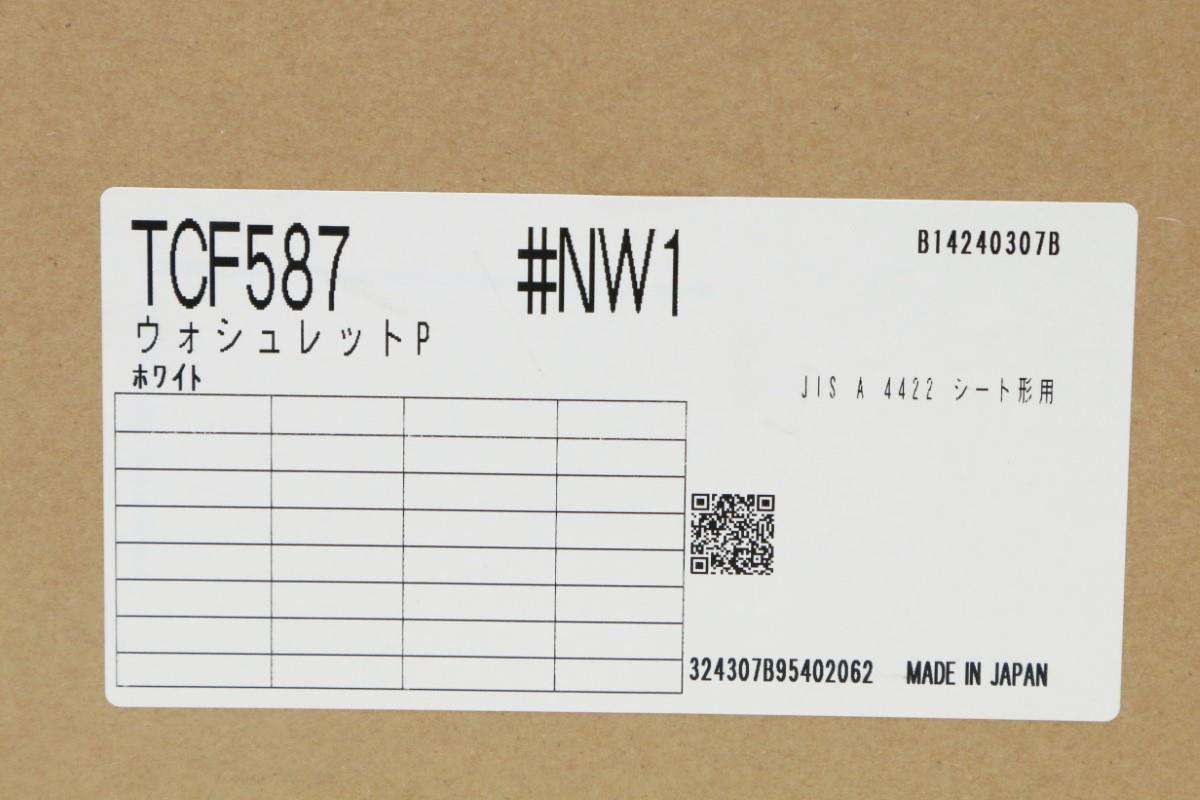 TCF587 #NW1 B14240307B
ウォシュレットP
ホワイト
JIS A 4422 シート形用
324307B95402062 MADE IN JAPAN